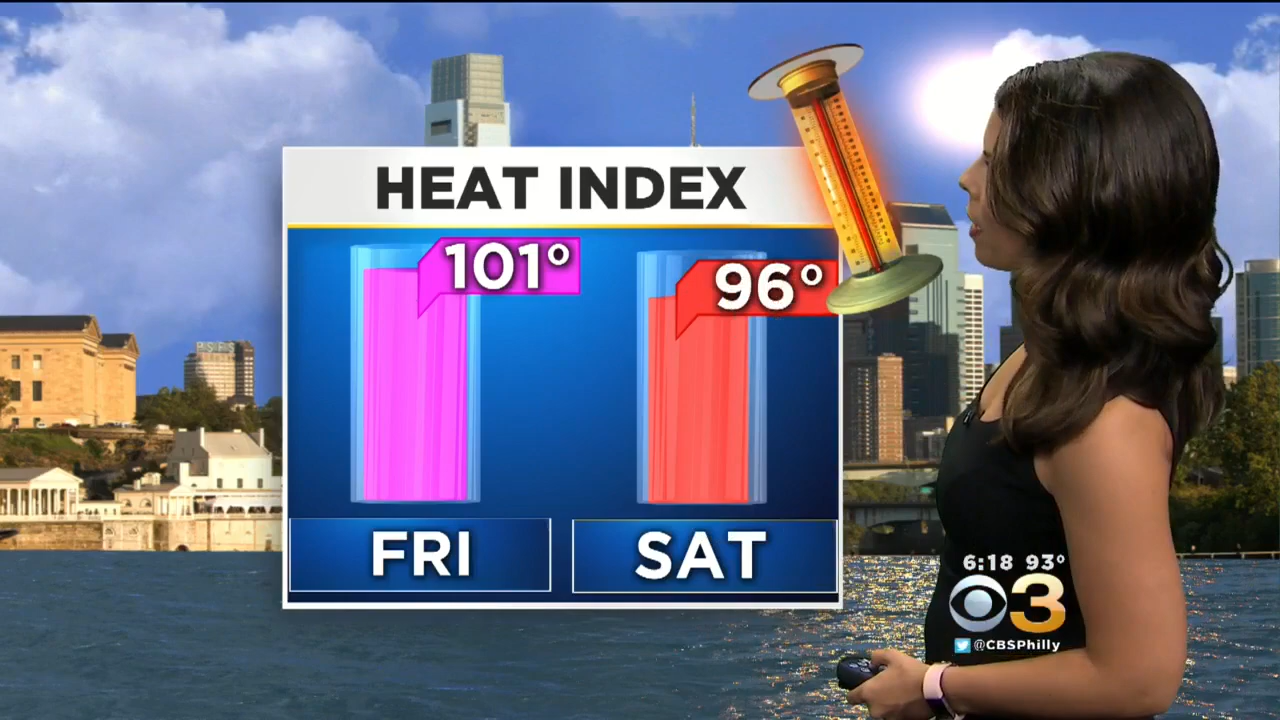 HEAT INDEX
101°
96°
FRI
SAT
6:18 93°
3
@CBSPhilly